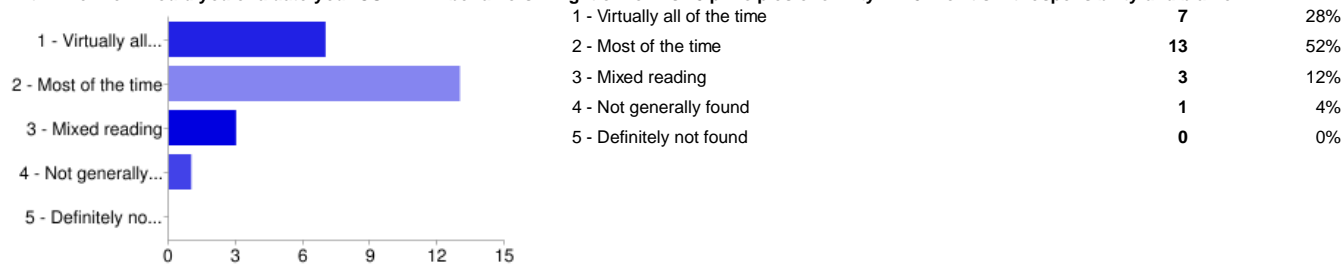 1 - Virtually all of the time 7 28%
2 - Most of the time 13 52%
3 - Mixed reading 3 12%
4 - Not generally found 1 4%
5 - Definitely not found 0 0%
1 - Virtually all...
2 - Most of the time
3 - Mixed reading
4 - Not generally...
5 - Definitely no...
0 3 6 9 12 15